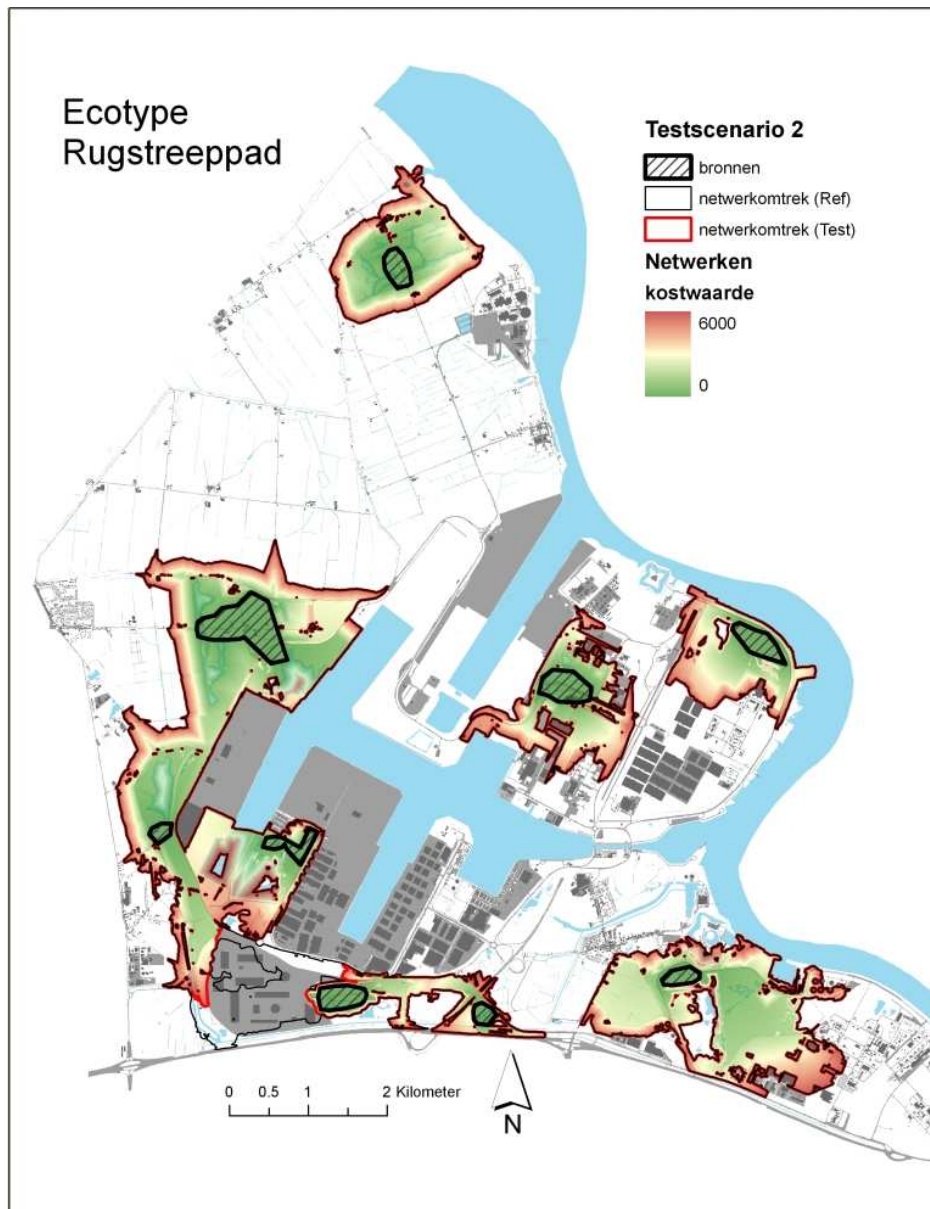 Ecotype
Rugstreeppad
Testscenario 2
bronnen
netwerkomtrek (Ref)
netwerkomtrek (Test)
Netwerken
kostwaarde
6000
0
0 0.5 1 2 Kilometer
N